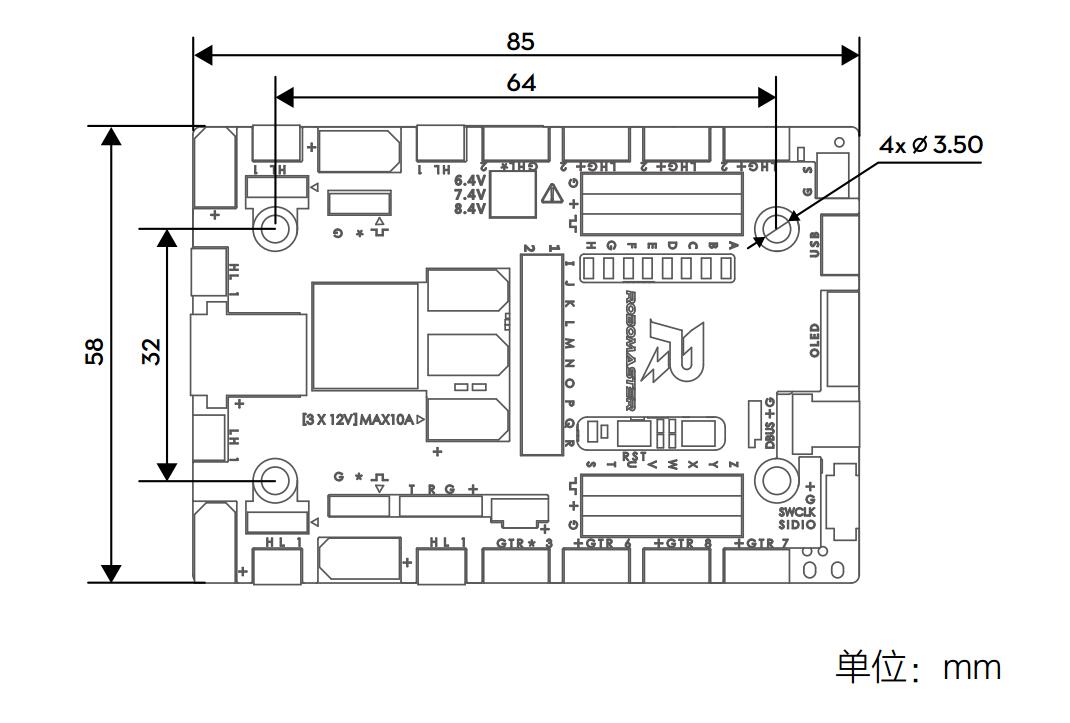 85
64
4x ⌀ 3.50
58
32
HL 1
+
HL 1
GHL* 2
LHG+ 2
LHG+ 2
LHG+
G S
6.4V
7.4V
8.4V
G
+
+
G *
H G F E D C B A
USB
2 1
HL 1
I
J
K
L
M
N
O
P
Q
R
ROBOMASTER
OLED
+
[3 X 12V] MAX10A
+
LH 1
DBUS +G
RST
S T U V W X Y Z
G *
T R G +
+
G
+
G+
SWCLK
SIDIO
HL 1
+
HL 1
+
GTR* 3
+GTR 6
+GTR 8
+GTR 7
单位：mm